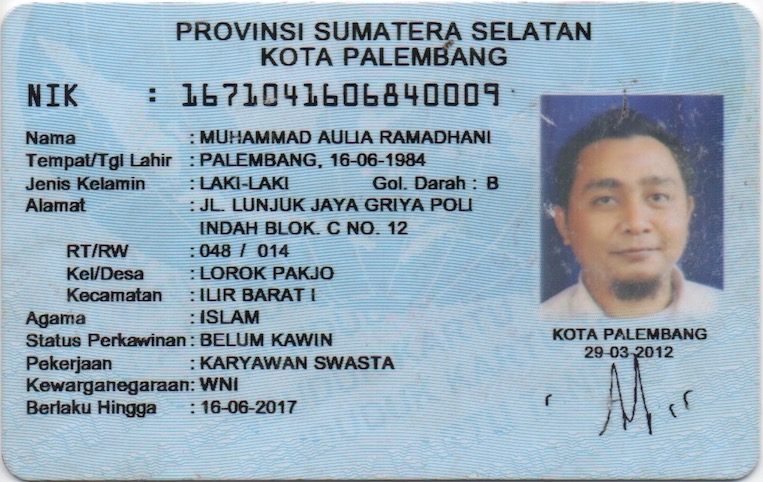 PROVINSI SUMATERA SELATAN
KOTA PALEMBANG
NIK : 1671041606840009
Nama : MUHAMMAD AULIA RAMADHANI
Tempat/Tgl Lahir : PALEMBANG, 16-06-1984
Jenis Kelamin : LAKI-LAKI Gol. Darah : B
Alamat : JL. LUNJUK JAYA GRIYA POLI
INDAH BLOK. C NO. 12
RT/RW : 048 / 014
Kel/Desa : LOROK PAKJO
Kecamatan : ILIR BARAT I
Agama : ISLAM
Status Perkawinan : BELUM KAWIN
Pekerjaan : KARYAWAN SWASTA
Kewarganegaraan : WNI
Berlaku Hingga : 16-06-2017
KOTA PALEMBANG
29-03-2012